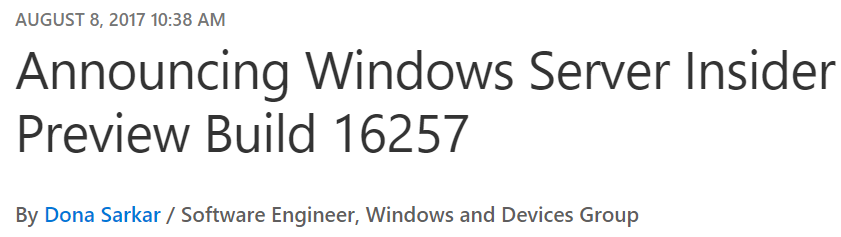 AUGUST 8, 2017 10:38 AM
Announcing Windows Server Insider
Preview Build 16257
By Dona Sarkar / Software Engineer, Windows and Devices Group